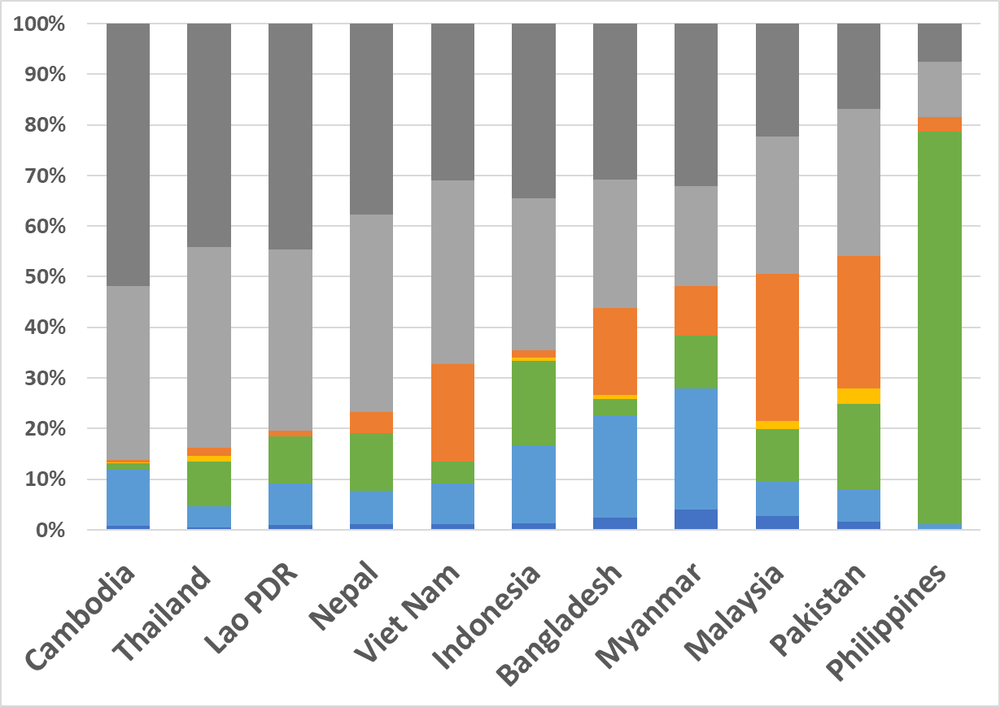 100%
90%
80%
70%
60%
50%
40%
30%
20%
10%
0%
Cambodia
Thailand
Lao PDR
Nepal
Viet Nam
Indonesia
Bangladesh
Myanmar
Malaysia
Pakistan
Philippines